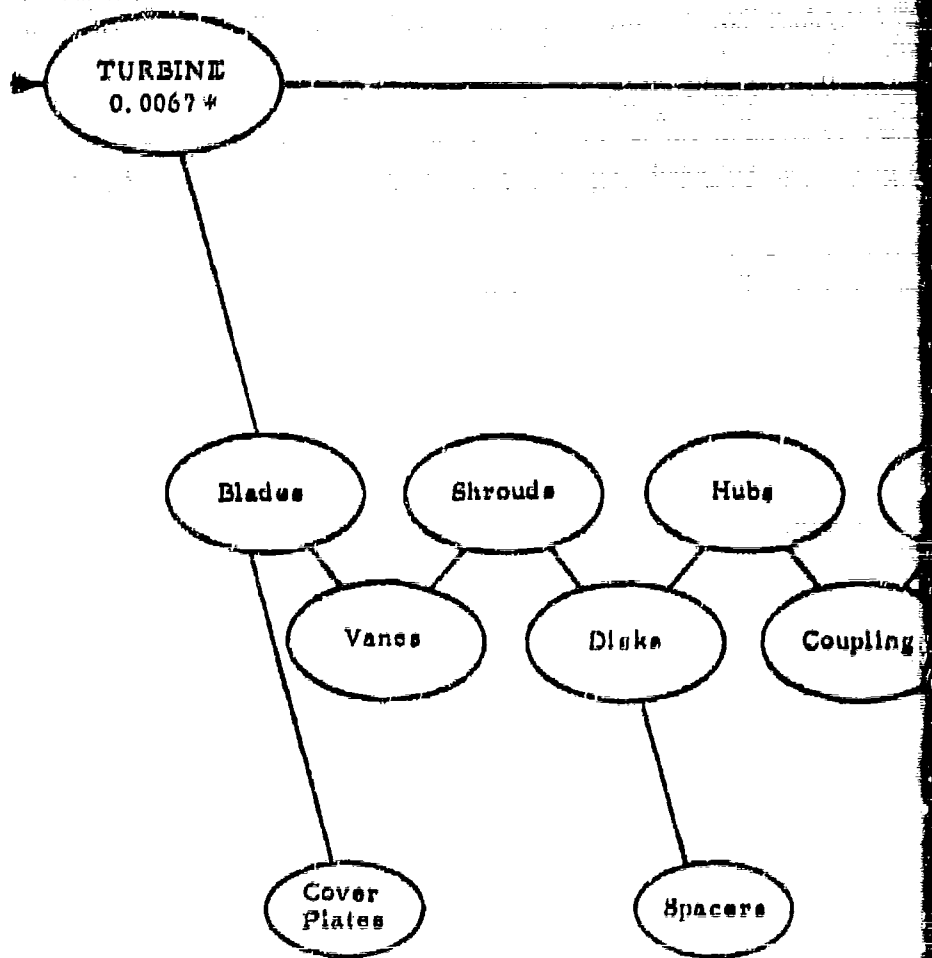 TURBINE
0.0067*
Blades
Shrouds
Hubs
Vanes
Disks
Coupling
Cover
Plates
Spacers